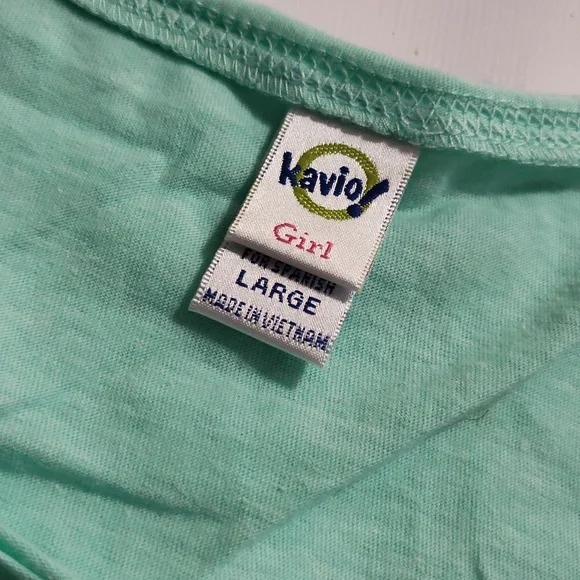 kavio!
Girl
FOR SPANISH
LARGE
MADE IN VIETNAM